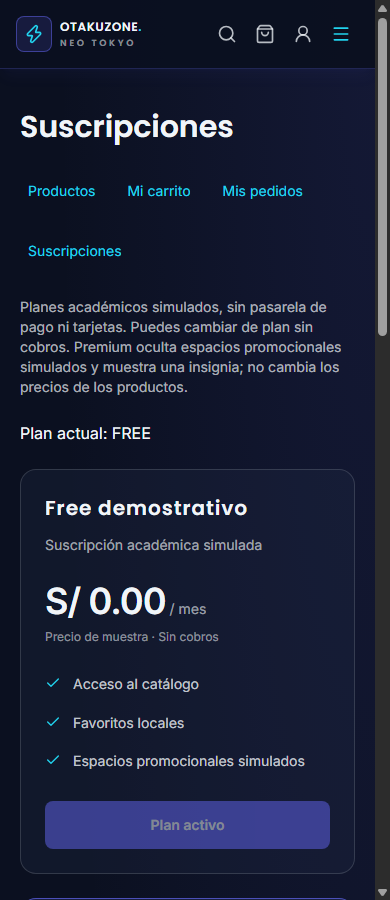 OTAKUZONE.
NEO TOKYO
Suscripciones
Productos
Mi carrito
Mis pedidos
Suscripciones
Planes académicos simulados, sin pasarela de
pago ni tarjetas. Puedes cambiar de plan sin
cobros. Premium oculta espacios promocionales
simulados y muestra una insignia; no cambia los
precios de los productos.
Plan actual: FREE
Free demostrativo
Suscripción académica simulada
S/ 0.00 / mes
Precio de muestra · Sin cobros
Acceso al catálogo
Favoritos locales
Espacios promocionales simulados
Plan activo